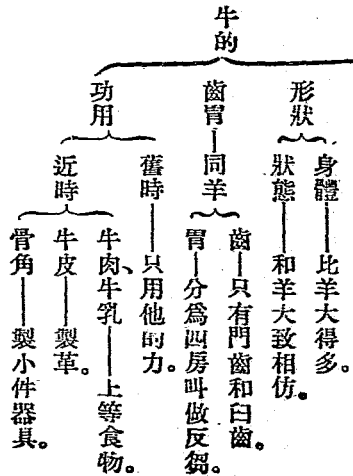 牛的
形狀
身體——比羊大得多。
狀態——和羊大致相仿。
齒胃—同羊
齒—只有門齒和臼齒。
胃—分爲四房叫做反芻。
功用
舊時——只用他的力。
近時
牛肉、牛乳——上等食物。
牛皮——製革。
骨角——製小件器具。